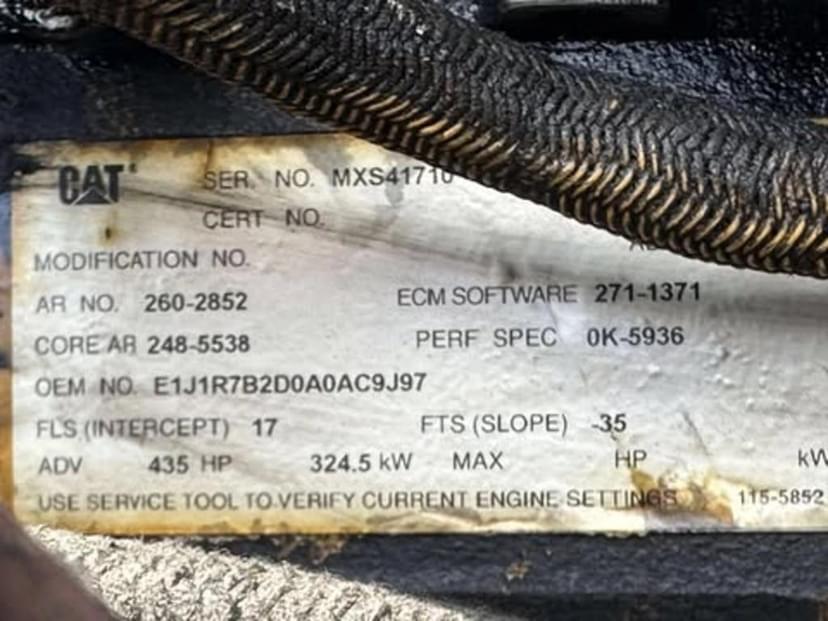 CAT SER. NO. MXS41710
CERT NO.
MODIFICATION NO.
AR NO. 260-2852 ECM SOFTWARE 271-1371
CORE AR 248-5538 PERF SPEC 0K-5936
OEM NO. E1J1R7B2D0A0AC9J97
FLS (INTERCEPT) 17 FTS (SLOPE) -35
ADV 435 HP 324.5 kW MAX HP kW
USE SERVICE TOOL TO VERIFY CURRENT ENGINE SETTINGS 115-5852